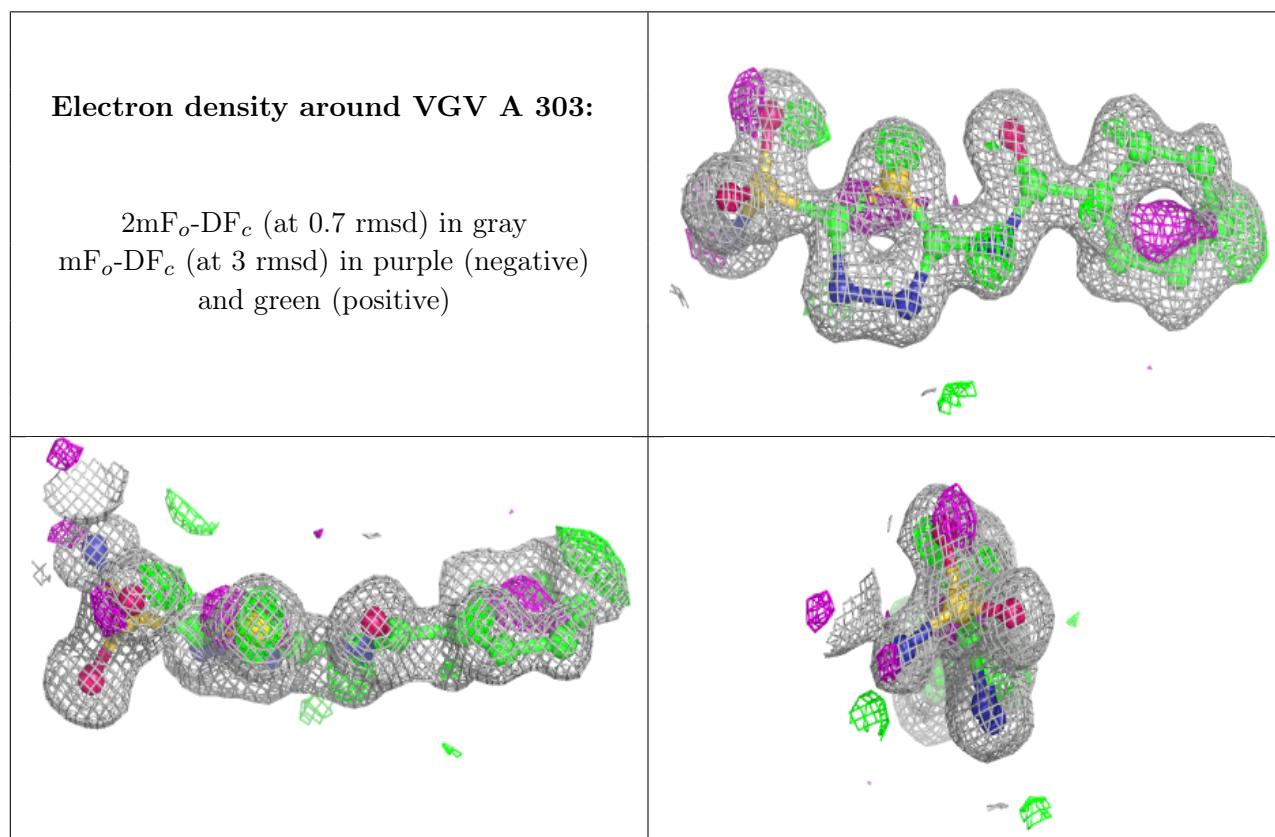 Electron density around VGV A 303:
2mFo-DFc (at 0.7 rmsd) in gray
mFo-DFc (at 3 rmsd) in purple (negative)
and green (positive)